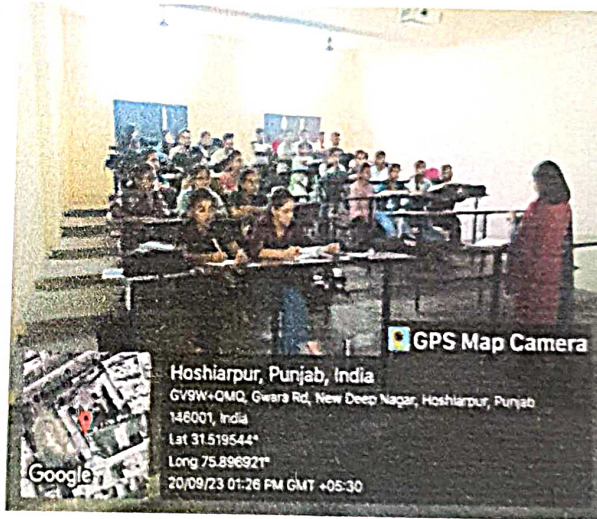 GPS Map Camera
Hoshiarpur, Punjab, India
GV9W+QMQ, Gwara Rd, New Deep Nagar, Hoshiarpur, Punjab
146001, India
Lat 31.519544°
Long 75.896921°
20/09/23 01:26 PM GMT +05:30
Google